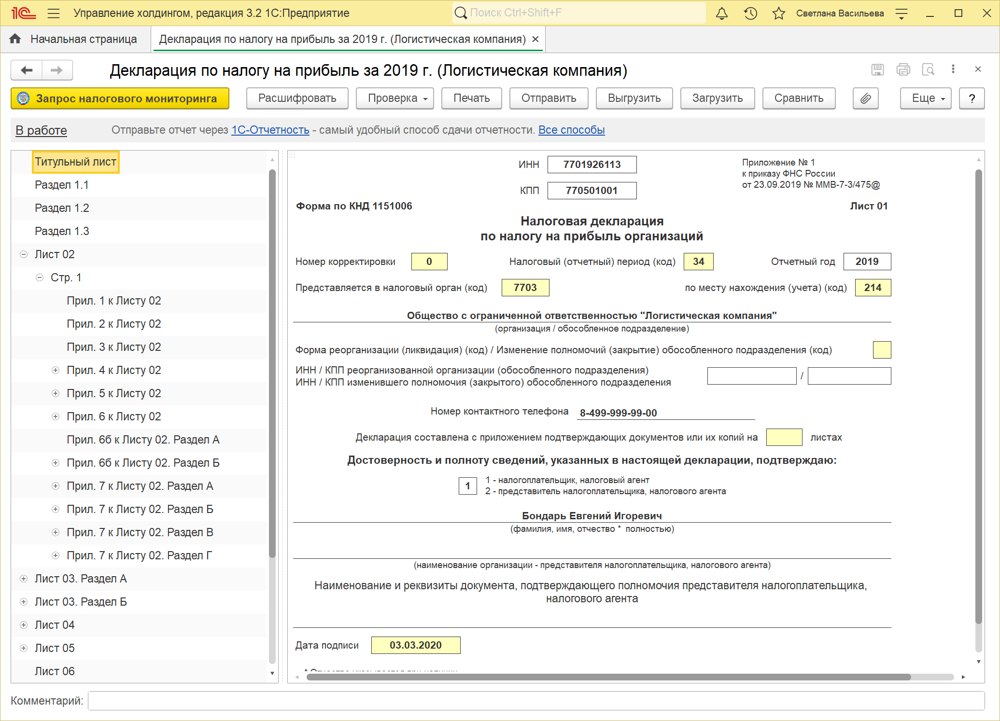 1С Управление холдингом, редакция 3.2 1С:Предприятие Поиск Ctrl+Shift+F Светлана Васильева
Начальная страница Декларация по налогу на прибыль за 2019 г. (Логистическая компания)
Декларация по налогу на прибыль за 2019 г. (Логистическая компания)
Запрос налогового мониторинга Расшифровать Проверка Печать Отправить Выгрузить Загрузить Сравнить Еще ?
В работе Отправьте отчет через 1С-Отчетность - самый удобный способ сдачи отчетности. Все способы
Титульный лист
Раздел 1.1
Раздел 1.2
Раздел 1.3
Лист 02
Стр. 1
Прил. 1 к Листу 02
Прил. 2 к Листу 02
Прил. 3 к Листу 02
Прил. 4 к Листу 02
Прил. 5 к Листу 02
Прил. 6 к Листу 02
Прил. 6б к Листу 02. Раздел А
Прил. 6б к Листу 02. Раздел Б
Прил. 7 к Листу 02. Раздел А
Прил. 7 к Листу 02. Раздел Б
Прил. 7 к Листу 02. Раздел В
Прил. 7 к Листу 02. Раздел Г
Лист 03. Раздел А
Лист 03. Раздел Б
Лист 04
Лист 05
Лист 06
ИНН 7701926113
КПП 770501001
Приложение № 1
к приказу ФНС России
от 23.09.2019 № ММВ-7-3/475@
Форма по КНД 1151006 Лист 01
Налоговая декларация
по налогу на прибыль организаций
Номер корректировки 0 Налоговый (отчетный) период (код) 34 Отчетный год 2019
Представляется в налоговый орган (код) 7703 по месту нахождения (учета) (код) 214
Общество с ограниченной ответственностью "Логистическая компания"
(организация / обособленное подразделение)
Форма реорганизации (ликвидация) (код) / Изменение полномочий (закрытие) обособленного подразделения (код)
ИНН / КПП реорганизованной организации (обособленного подразделения)
ИНН / КПП изменившего полномочия (закрытого) обособленного подразделения /
Номер контактного телефона 8-499-999-99-00
Декларация составлена с приложением подтверждающих документов или их копий на листах
Достоверность и полноту сведений, указанных в настоящей декларации, подтверждаю:
1 1 - налогоплательщик, налоговый агент
2 - представитель налогоплательщика, налогового агента
Бондарь Евгений Игоревич
(фамилия, имя, отчество * полностью)
(наименование организации - представителя налогоплательщика, налогового агента)
Наименование и реквизиты документа, подтверждающего полномочия представителя налогоплательщика,
налогового агента
Дата подписи 03.03.2020
* Отчество указывается при наличии
Комментарий: